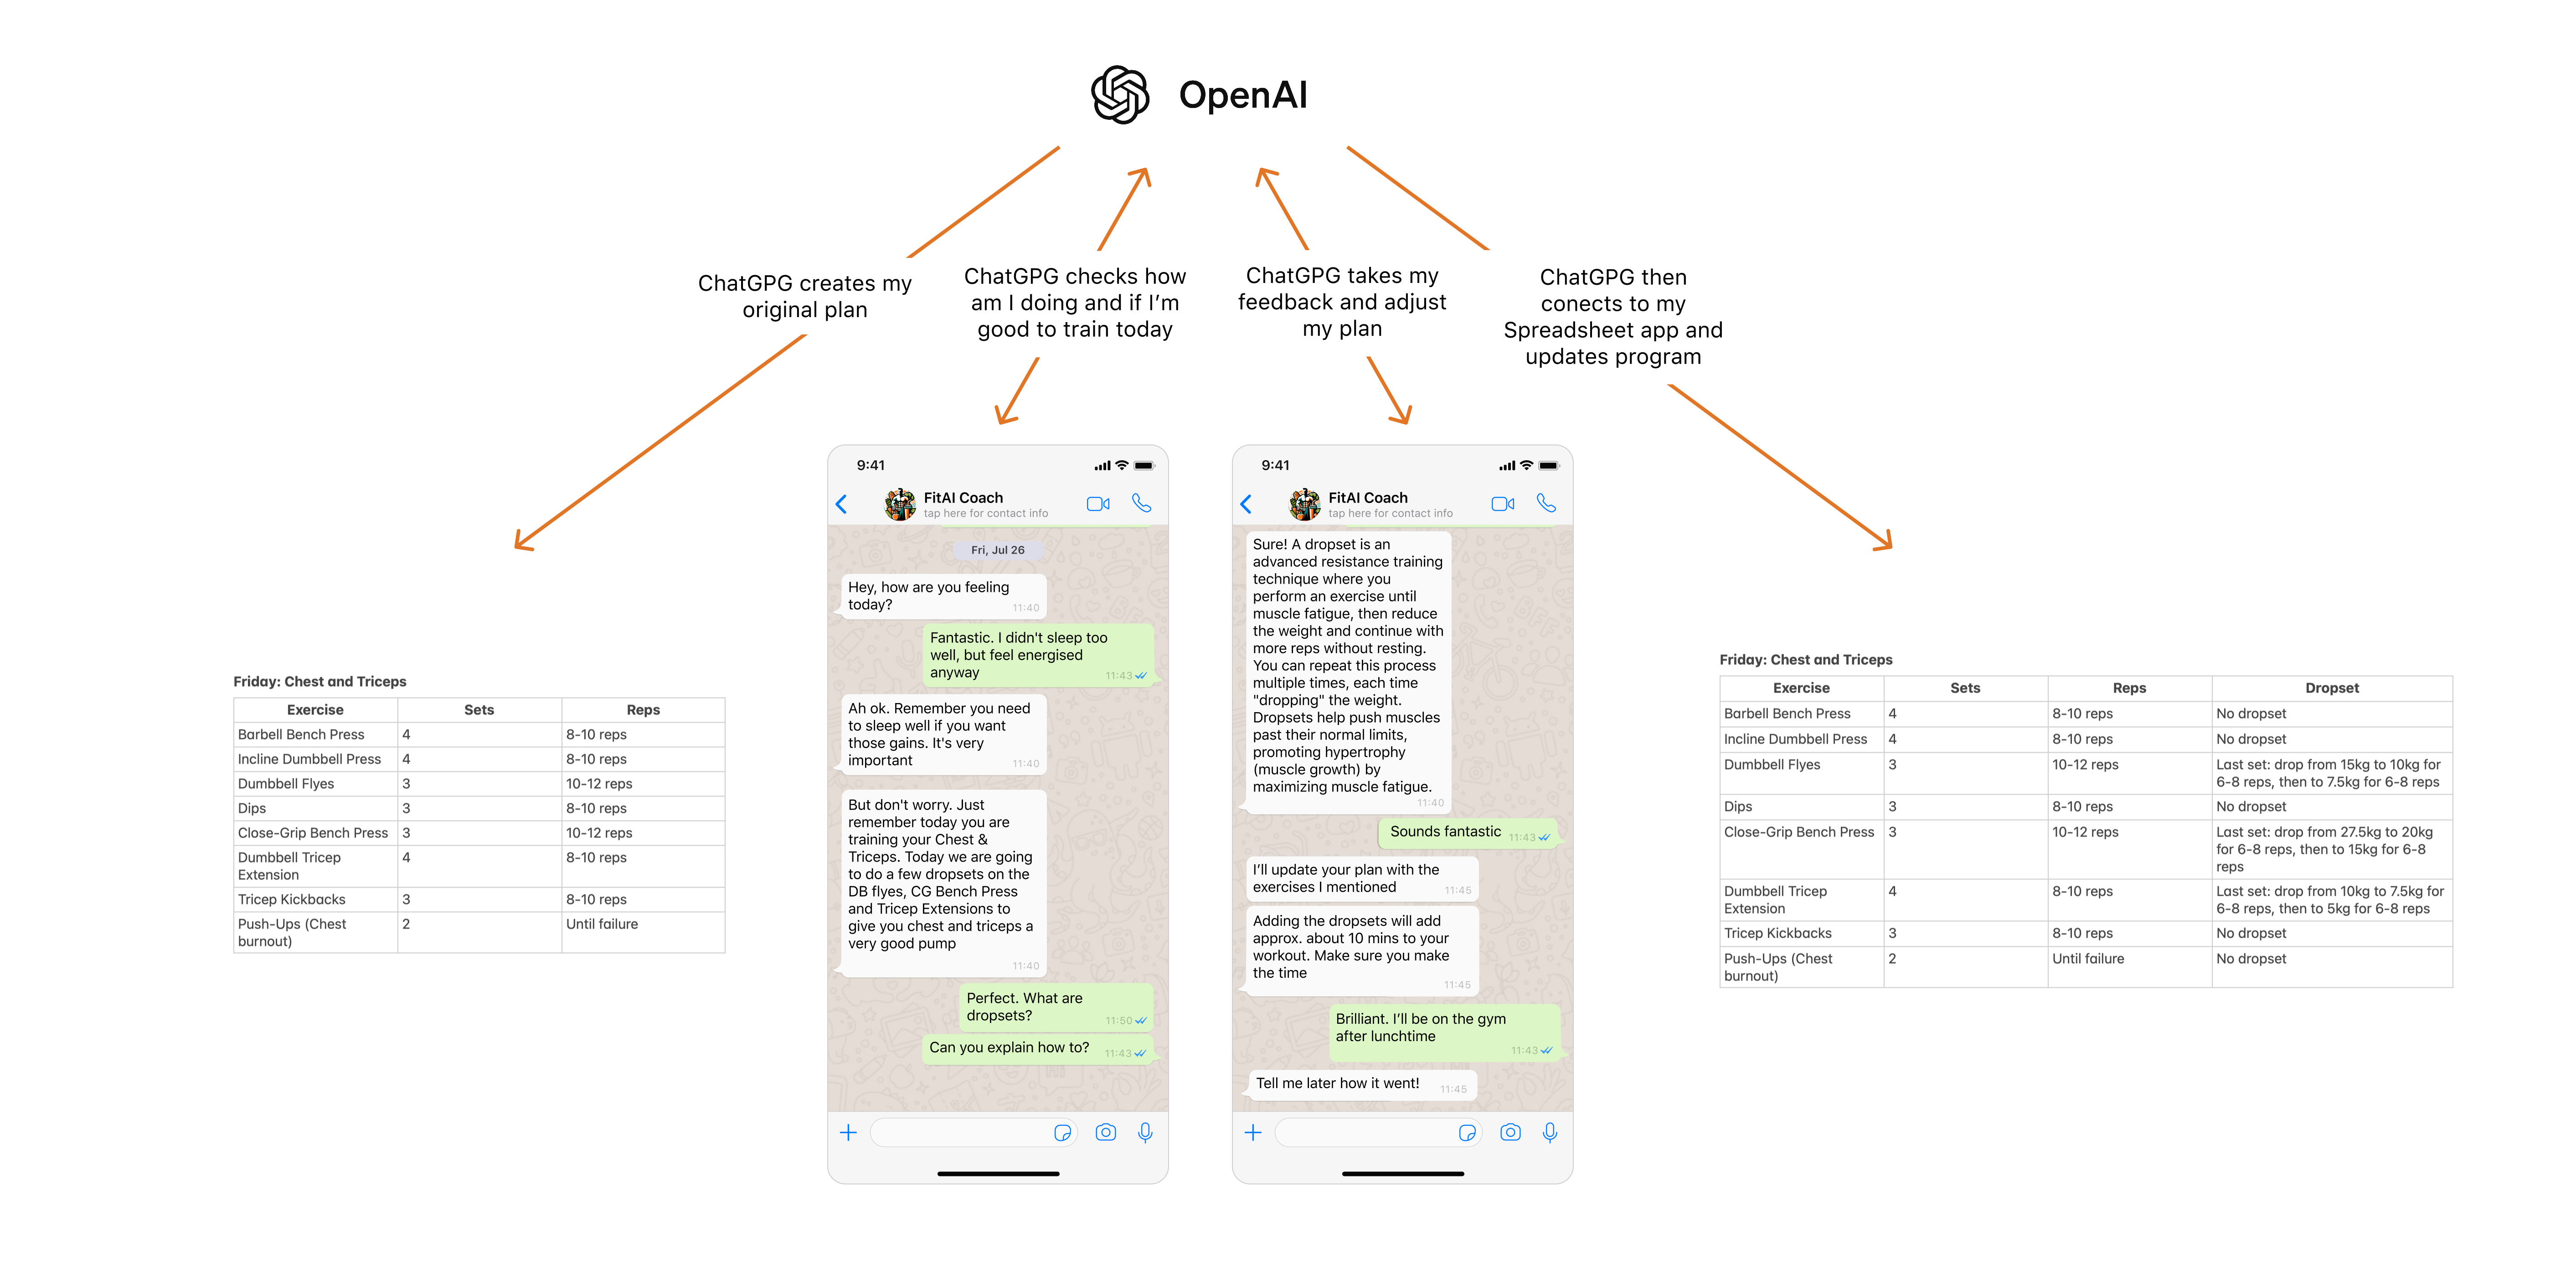 OpenAI
ChatGPG creates my
original plan
ChatGPG checks how
am I doing and if I’m
good to train today
ChatGPG takes my
feedback and adjust
my plan
ChatGPG then
conects to my
Spreadsheet app and
updates program
Friday: Chest and Triceps
Exercise Sets Reps
Barbell Bench Press 4 8-10 reps
Incline Dumbbell Press 4 8-10 reps
Dumbbell Flyes 3 10-12 reps
Dips 3 8-10 reps
Close-Grip Bench Press 3 10-12 reps
Dumbbell Tricep 4 8-10 reps
Extension
Tricep Kickbacks 3 8-10 reps
Push-Ups (Chest 2 Until failure
burnout)
9:41
FitAI Coach
tap here for contact info
Fri, Jul 26
Hey, how are you feeling
today? 11:40
Fantastic. I didn't sleep too
well, but feel energised
anyway 11:43
Ah ok. Remember you need
to sleep well if you want
those gains. It's very
important 11:40
But don't worry. Just
remember today you are
training your Chest &
Triceps. Today we are going
to do a few dropsets on the
DB flyes, CG Bench Press
and Tricep Extensions to
give you chest and triceps a
very good pump
11:40
Perfect. What are
dropsets? 11:50
Can you explain how to? 11:43
9:41
FitAI Coach
tap here for contact info
Sure! A dropset is an
advanced resistance training
technique where you
perform an exercise until
muscle fatigue, then reduce
the weight and continue with
more reps without resting.
You can repeat this process
multiple times, each time
"dropping" the weight.
Dropsets help push muscles
past their normal limits,
promoting hypertrophy
(muscle growth) by
maximizing muscle fatigue.
11:40
Sounds fantastic 11:43
I’ll update your plan with the
exercises I mentioned 11:45
Adding the dropsets will add
approx. about 10 mins to your
workout. Make sure you make
the time
11:45
Brilliant. I’ll be on the gym
after lunchtime
11:43
Tell me later how it went! 11:45
Friday: Chest and Triceps
Exercise Sets Reps Dropset
Barbell Bench Press 4 8-10 reps No dropset
Incline Dumbbell Press 4 8-10 reps No dropset
Dumbbell Flyes 3 10-12 reps Last set: drop from 15kg to 10kg for
6-8 reps, then to 7.5kg for 6-8 reps
Dips 3 8-10 reps No dropset
Close-Grip Bench Press 3 10-12 reps Last set: drop from 27.5kg to 20kg
for 6-8 reps, then to 15kg for 6-8
reps
Dumbbell Tricep 4 8-10 reps Last set: drop from 10kg to 7.5kg for
Extension 6-8 reps, then to 5kg for 6-8 reps
Tricep Kickbacks 3 8-10 reps No dropset
Push-Ups (Chest 2 Until failure No dropset
burnout)